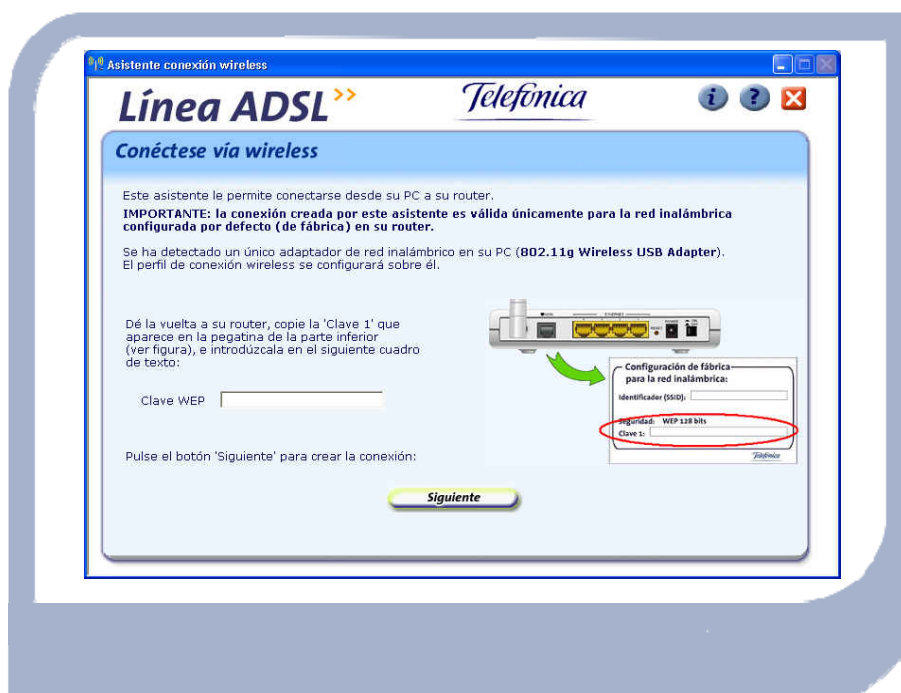 Asistente conexión wireless
Línea ADSL >>
Telefónica
Conéctese vía wireless
Este asistente le permite conectarse desde su PC a su router.
IMPORTANTE: la conexión creada por este asistente es válida únicamente para la red inalámbrica
configurada por defecto (de fábrica) en su router.
Se ha detectado un único adaptador de red inalámbrico en su PC (802.11g Wireless USB Adapter).
El perfil de conexión wireless se configurará sobre él.
Dé la vuelta a su router, copie la 'Clave 1' que
aparece en la pegatina de la parte inferior
(ver figura), e introdúzcala en el siguiente cuadro
de texto:
Clave WEP
Configuración de fábrica
para la red inalámbrica:
Identificador (SSID):
Seguridad: WEP 128 bits
Clave 1:
Telefónica
Pulse el botón 'Siguiente' para crear la conexión:
Siguiente